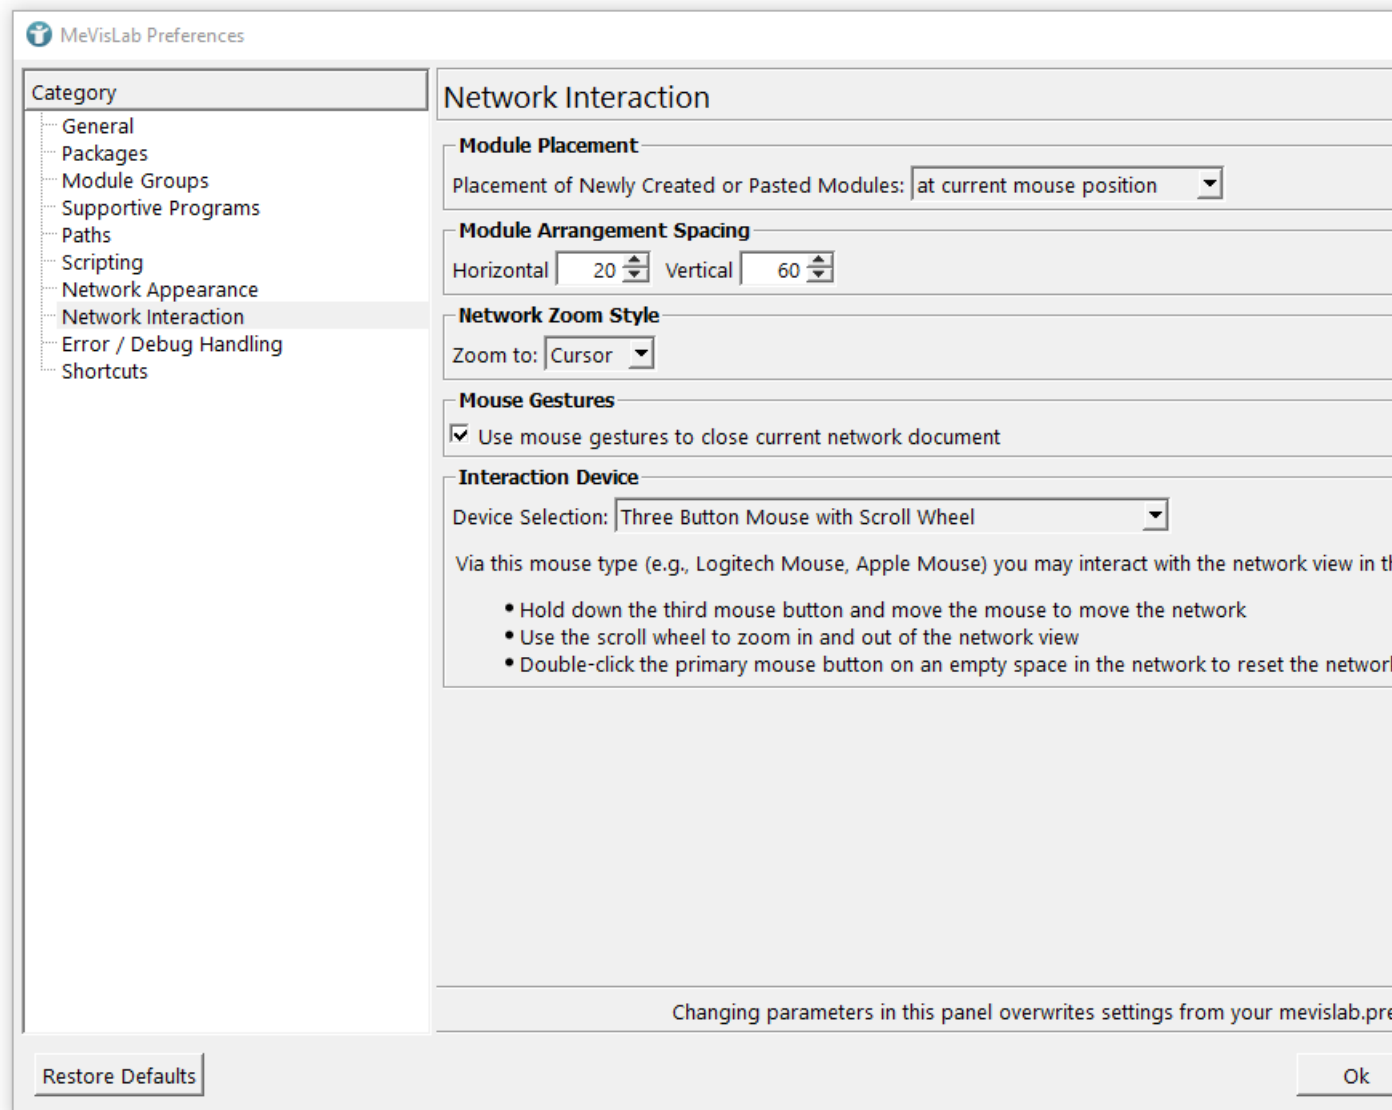 MeVisLab Preferences
Category
General
Packages
Module Groups
Supportive Programs
Paths
Scripting
Network Appearance
Network Interaction
Error / Debug Handling
Shortcuts
Network Interaction
Module Placement
Placement of Newly Created or Pasted Modules: at current mouse position
Module Arrangement Spacing
Horizontal 20 Vertical 60
Network Zoom Style
Zoom to: Cursor
Mouse Gestures
Use mouse gestures to close current network document
Interaction Device
Device Selection: Three Button Mouse with Scroll Wheel
Via this mouse type (e.g., Logitech Mouse, Apple Mouse) you may interact with the network view in
• Hold down the third mouse button and move the mouse to move the network
• Use the scroll wheel to zoom in and out of the network view
• Double-click the primary mouse button on an empty space in the network to reset the
Changing parameters in this panel overwrites settings from your
Restore Defaults
Ok